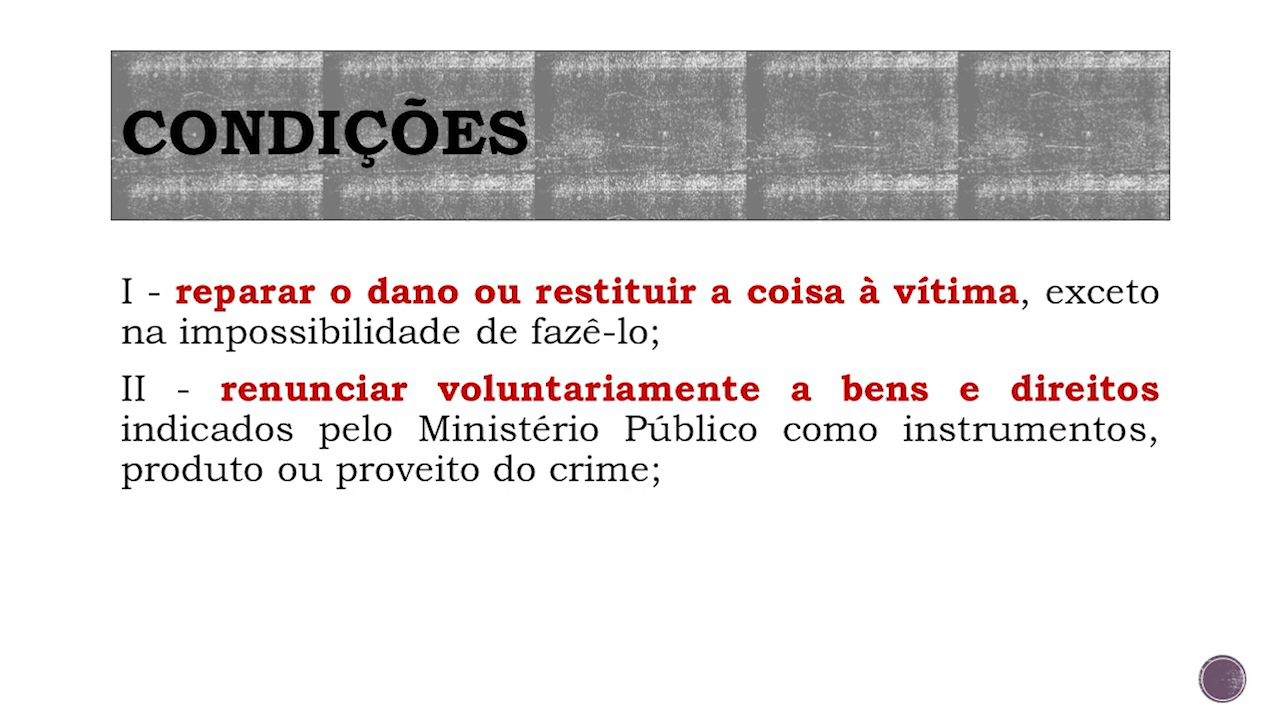 CONDIÇÕES
I - reparar o dano ou restituir a coisa à vítima, exceto
na impossibilidade de fazê-lo;
II - renunciar voluntariamente a bens e direitos
indicados pelo Ministério Público como instrumentos,
produto ou proveito do crime;